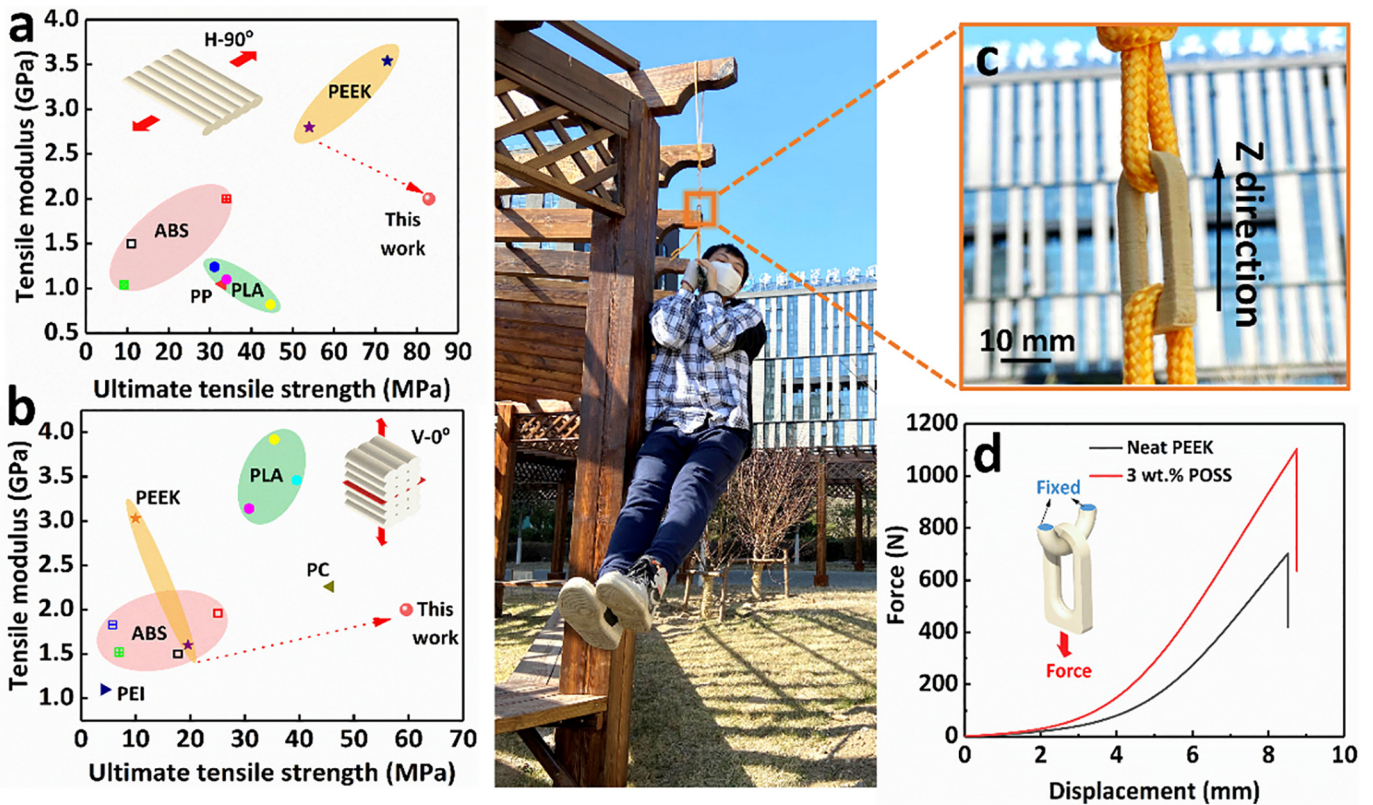 a
4.0
3.5
3.0
2.5
2.0
1.5
1.0
0.5
Tensile modulus (GPa)
H-90°
PEEK
ABS
PP
PLA
This
work
0 10 20 30 40 50 60 70 80 90
Ultimate tensile strength (MPa)
b
4.0
3.5
3.0
2.5
2.0
1.5
1.0
Tensile modulus (GPa)
V-0°
PLA
PEEK
PC
ABS
This
work
PEI
0 10 20 30 40 50 60 70
Ultimate tensile strength (MPa)
c
Z direction
10 mm
d
1200
1000
800
600
400
200
0
Force (N)
Neat PEEK
3 wt.% POSS
Fixed
Force
0 2 4 6 8 10
Displacement (mm)